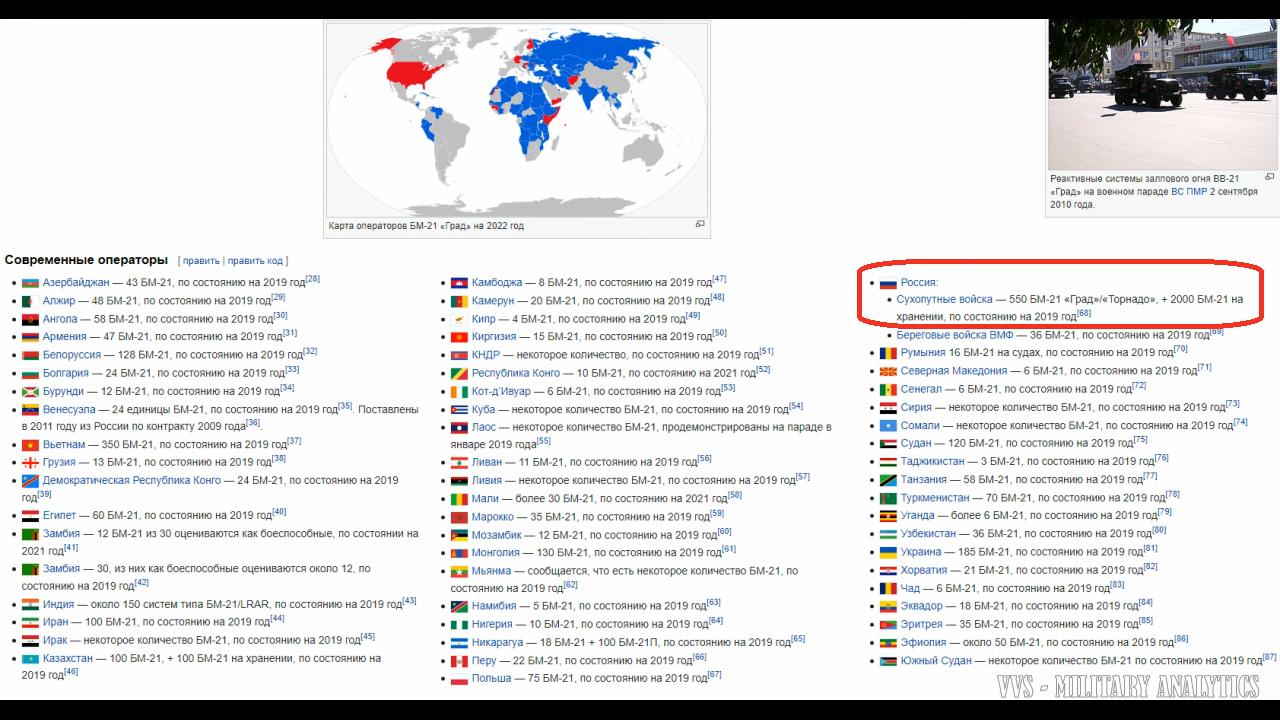 Карта операторов БМ-21 «Град» на 2022 год
Реактивные системы залпового огня BB-21
«Град» на военном параде ВС ПМР 2 сентября
2010 года.
Современные операторы [ править | править код ]
Азербайджан — 43 БМ-21, по состоянию на 2019 год[28]
Алжир — 48 БМ-21, по состоянию на 2019 год[29]
Ангола — 58 БМ-21, по состоянию на 2019 год[30]
Армения — 47 БМ-21, по состоянию на 2019 год[31]
Белоруссия — 128 БМ-21, по состоянию на 2019 год[32]
Болгария — 24 БМ-21, по состоянию на 2019 год[33]
Бурунди — 12 БМ-21, по состоянию на 2019 год[34]
Венесуэла — 24 единицы БМ-21, по состоянию на 2019 год[35]. Поставлены
в 2011 году из России по контракту 2009 года[36].
Вьетнам — 350 БМ-21, по состоянию на 2019 год[37]
Грузия — 13 БМ-21, по состоянию на 2019 год[38]
Демократическая Республика Конго — 24 БМ-21, по состоянию на 2019
год[39]
Египет — 60 БМ-21, по состоянию на 2019 год[40]
Замбия — 12 БМ-21 из 30 оцениваются как боеспособные, по состоянии на
2021 год[41]
Замбия — 30, из них как боеспособные оцениваются около 12, по
состоянию на 2019 год[42]
Индия — около 150 систем типа БМ-21/LRAR, по состоянию на 2019 год[43]
Иран — 100 БМ-21, по состоянию на 2019 год[44]
Ирак — некоторое количество БМ-21, по состоянию на 2019 год[45]
Казахстан — 100 БМ-21, + 100 БМ-21 на хранении, по состоянию на
2019 год[46]
Камбоджа — 8 БМ-21, по состоянию на 2019 год[47]
Камерун — 20 БМ-21, по состоянию на 2019 год[48]
Кипр — 4 БМ-21, по состоянию на 2019 год[49]
Киргизия — 15 БМ-21, по состоянию на 2019 год[50]
КНДР — некоторое количество, по состоянию на 2019 год[51]
Республика Конго — 10 БМ-21, по состоянию на 2021 год[52]
Кот-д’Ивуар — 6 БМ-21, по состоянию на 2019 год[53]
Куба — некоторое количество БМ-21, по состоянию на 2019 год[54]
Лаос — некоторое количество БМ-21, продемонстрированы на параде в
январе 2019 года[55]
Ливан — 11 БМ-21, по состоянию на 2019 год[56]
Ливия — некоторое количество БМ-21, по состоянию на 2019 год[57]
Мали — более 30 БМ-21, по состоянию на 2021 год[58]
Марокко — 35 БМ-21, по состоянию на 2019 год[59]
Мозамбик — 12 БМ-21, по состоянию на 2019 год[60]
Монголия — 130 БМ-21, по состоянию на 2019 год[61]
Мьянма — сообщается, что есть некоторое количество БМ-21, по
состоянию на 2019 год[62]
Намибия — 5 БМ-21, по состоянию на 2019 год[63]
Нигерия — 10 БМ-21, по состоянию на 2019 год[64]
Никарагуа — 18 БМ-21 + 100 БМ-21П, по состоянию на 2019 год[65]
Перу — 22 БМ-21, по состоянию на 2019 год[66]
Польша — 75 БМ-21, по состоянию на 2019 год[67]
Россия:
Сухопутные войска — 550 БМ-21 «Град»/«Торнадо», + 2000 БМ-21 на
хранении, по состоянию на 2019 год[68]
Береговые войска ВМФ — 36 БМ-21, по состоянию на 2019 год[69]
Румыния 16 БМ-21 на судах, по состоянию на 2019 год[70]
Северная Македония — 6 БМ-21, по состоянию на 2019 год[71]
Сенегал — 6 БМ-21, по состоянию на 2019 год[72]
Сирия — некоторое количество БМ-21, по состоянию на 2019 год[73]
Сомали — некоторое количество БМ-21, по состоянию на 2019 год[74]
Судан — 120 БМ-21, по состоянию на 2019 год[75]
Таджикистан — 3 БМ-21, по состоянию на 2019 год[76]
Танзания — 58 БМ-21, по состоянию на 2019 год[77]
Туркменистан — 70 БМ-21, по состоянию на 2019 год[78]
Уганда — более 6 БМ-21, по состоянию на 2019 год[79]
Узбекистан — 36 БМ-21, по состоянию на 2019 год[80]
Украина — 185 БМ-21, по состоянию на 2019 год[81]
Хорватия — 21 БМ-21, по состоянию на 2019 год[82]
Чад — 6 БМ-21, по состоянию на 2019 год[83]
Эквадор — 18 БМ-21, по состоянию на 2019 год[84]
Эритрея — 35 БМ-21, по состоянию на 2019 год[85]
Эфиопия — около 50 БМ-21, по состоянию на 2019 год[86]
Южный Судан — некоторое количество БМ-21 по состоянию на 2019 год[87]
VVS - MILITARY ANALYTICS